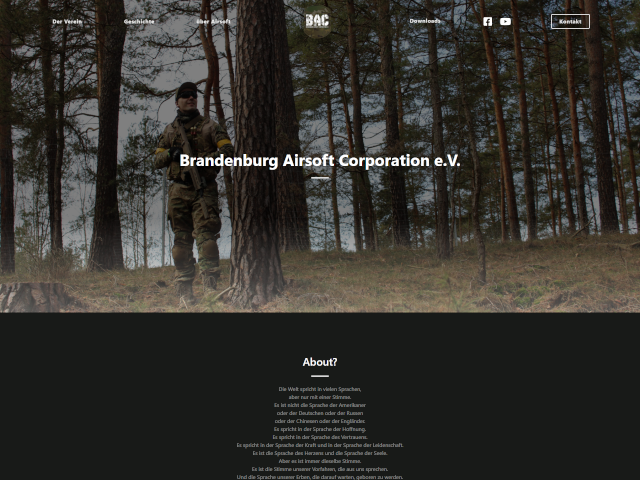 Der Verein
Geschichte
über Airsoft
BAC
Downloads
Kontakt
Brandenburg Airsoft Corporation e.V.
About?
Die Welt spricht in vielen Sprachen,
aber nur mit einer Stimme.
Es ist nicht die Sprache der Amerikaner
oder der Deutschen oder der Russen
oder der Chinesen oder der Engländer
Es spricht in der Sprache der Hoffnung.
Es spricht in der Sprache des Vertrauens.
Es spricht in der Sprache der Kraft und in der Sprache der Leidenschaft.
Es ist die Sprache des Herzens und die Sprache der Seele.
Aber es ist immer dieselbe Stimme.
Es ist die Stimme unserer Vorfahren, die aus uns sprechen.
Und die Sprache unserer Erben, die darauf warten, geboren zu werden.